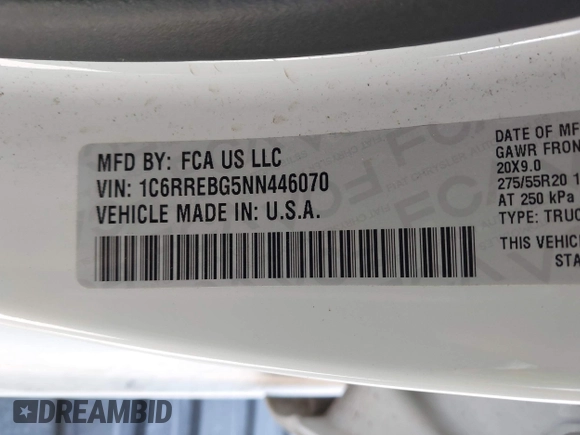 MFD BY: FCA US LLC
VIN: 1C6RREBG5NN446070
VEHICLE MADE IN: U.S.A.
DATE OF MF
GAWR FRON
20X9.0
275/55R20 1
AT 250 kPa
TYPE: TRUC
THIS VEHIC
STA
DREAMBID